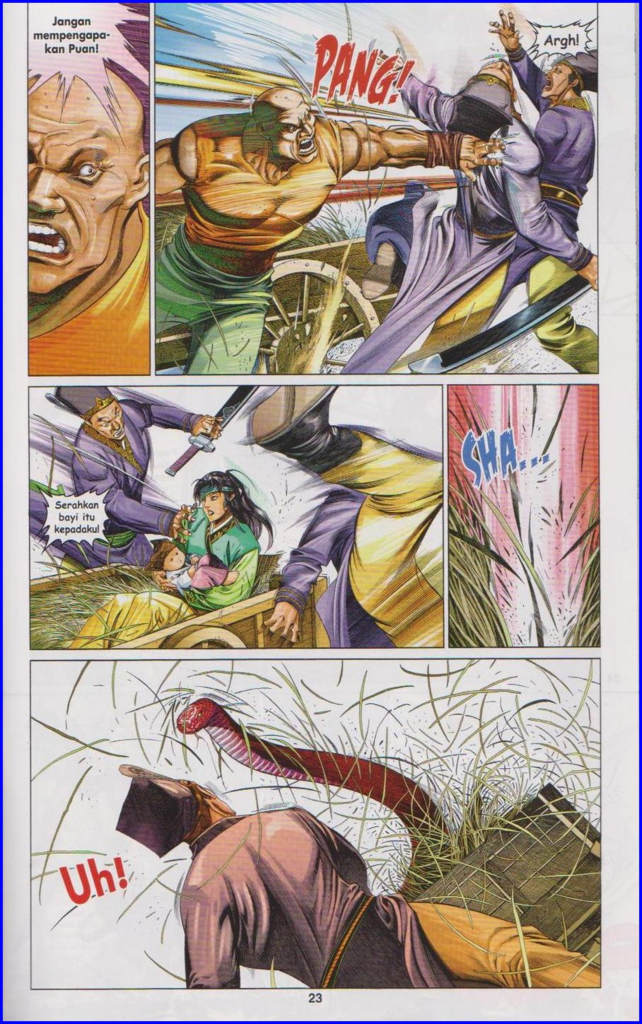 Jangan
mempengapa-
kan Puan!
PANG!
Argh!
Serahkan
bayi itu
kepadaku!
SHA...
Uh!
23